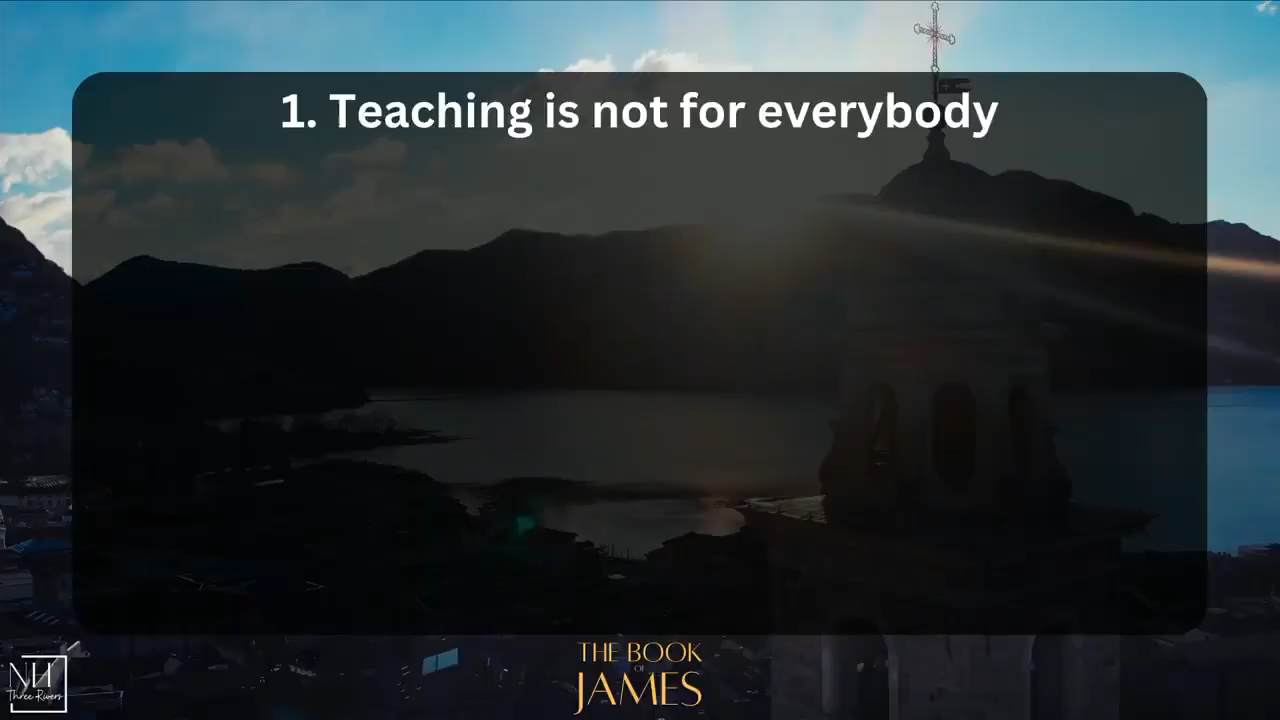 1. Teaching is not for everybody
NH
Three Rivers
THE BOOK
OF
JAMES